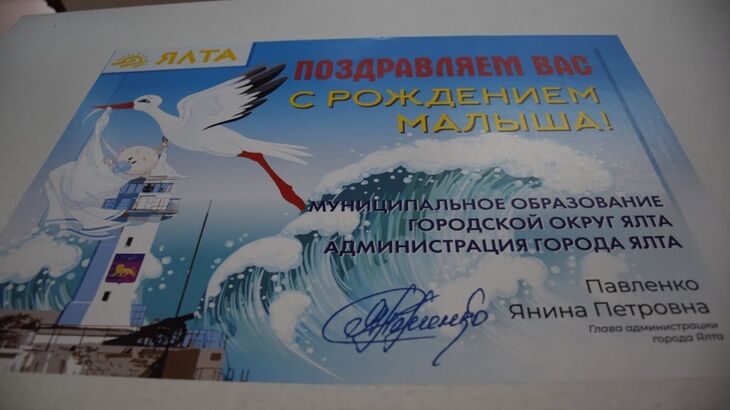 ЯЛТА
ПОЗДРАВЛЯЕМ ВАС
С РОЖДЕНИЕМ
МАЛЫША!
МУНИЦИПАЛЬНОЕ ОБРАЗОВАНИЕ
ГОРОДСКОЙ ОКРУГ ЯЛТА
АДМИНИСТРАЦИЯ ГОРОДА ЯЛТА
Павленко
Янина Петровна
Глава администрации
города Ялта